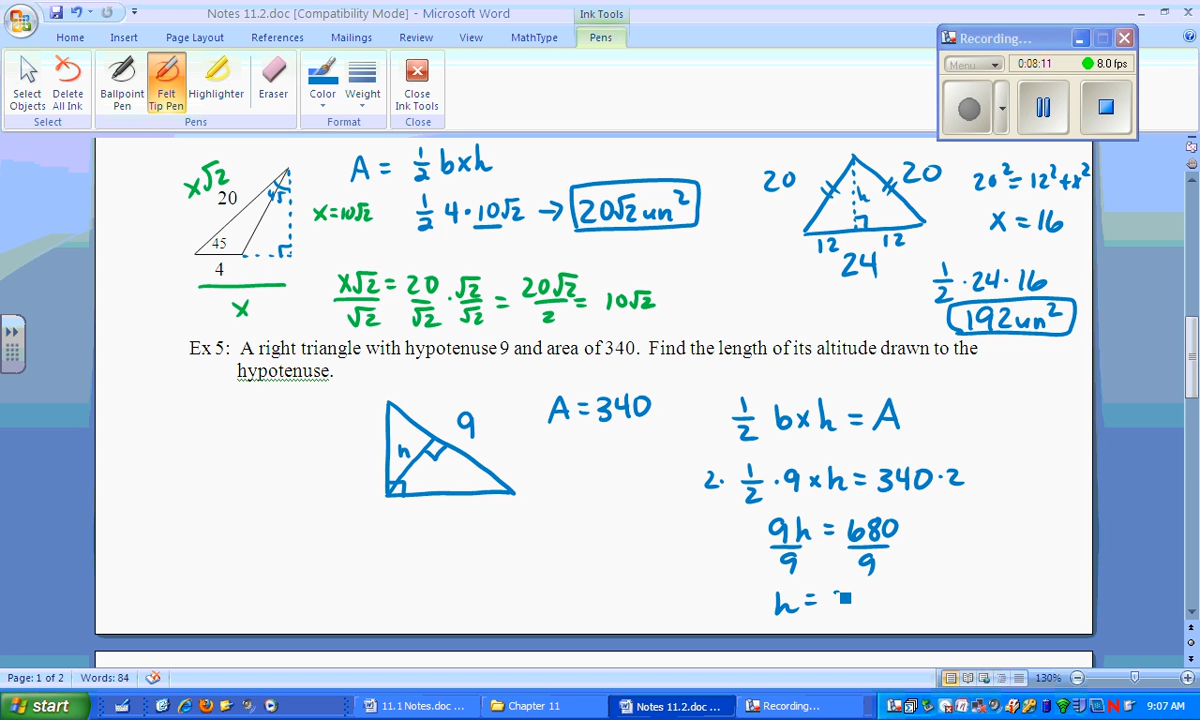 Notes 11.2.doc [Compatibility Mode] - Microsoft Word
Ink Tools
Home Insert Page Layout References Mailings Review View MathType Pens
Select Objects
Delete All Ink
Ballpoint Pen
Felt Tip Pen
Highlighter
Eraser
Color
Weight
Close Ink Tools
Select
Pens
Format
Close
Recording...
Menu
0:08:11
8.0 fps
x√2
20
45
45
4
x
x=10√2
A = 1/2 bxh
1/2 4 · 10√2 → 20√2 un²
x√2/√2 = 20/√2 · √2/√2 = 20√2/2 = 10√2
20
20
h
12
12
24
20² = 12² + x²
x = 16
1/2 · 24 · 16
192 un²
Ex 5: A right triangle with hypotenuse 9 and area of 340. Find the length of its altitude drawn to the
hypotenuse.
9
h
A = 340
1/2 bxh = A
2 · 1/2 · 9 x h = 340 · 2
9h/9 = 680/9
h =
Page: 1 of 2
Words: 84
130%
start
11.1 Notes.doc ...
Chapter 11
Notes 11.2.doc ...
Recording...
9:07 AM